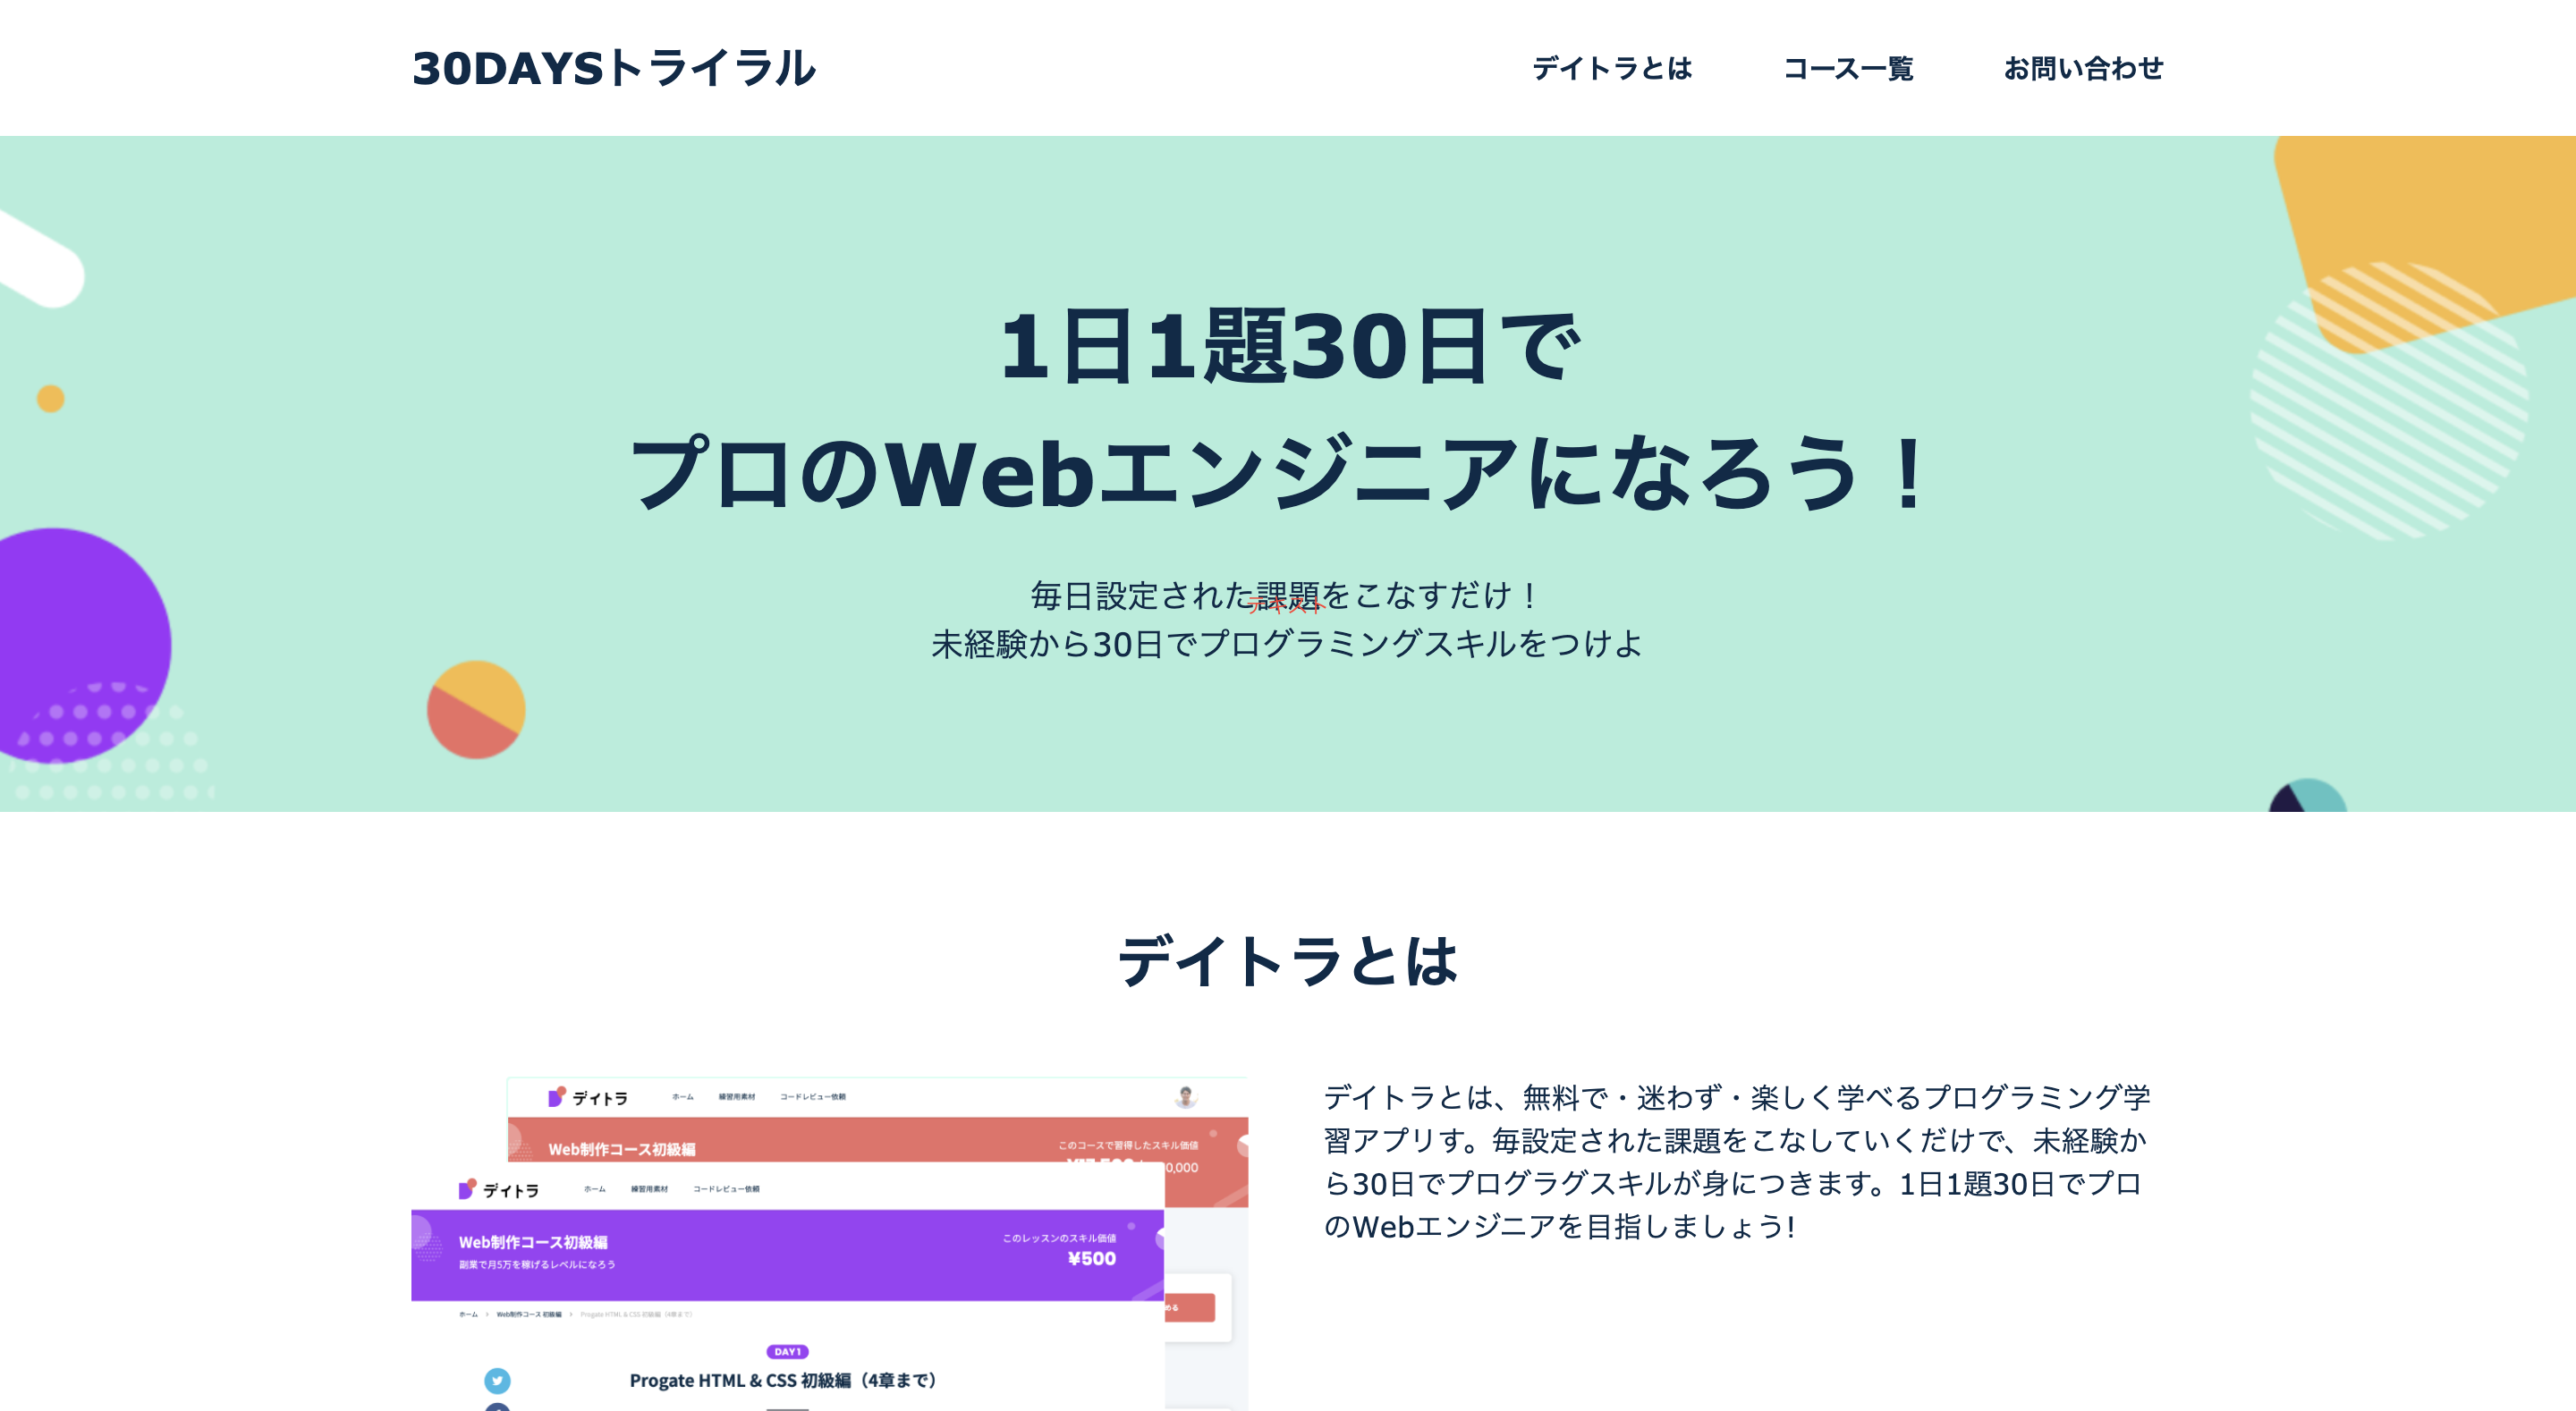 30DAYSトライラル
デイトラとは
コース一覧
お問い合わせ
1日1題30日で
プロのWebエンジニアになろう！
毎日設定された課題をこなすだけ！
テキスト
未経験から30日でプログラミングスキルをつけよ
デイトラとは
デイトラ
ホーム
練習用素材
コードレビュー依頼
Web制作コース初級編
このコースで習得したスキル価値
0,000
デイトラ
ホーム
練習用素材
コードレビュー依頼
Web制作コース初級編
副業で月5万を稼げるレベルになろう
このレッスンのスキル価値
¥500
ホーム > Web制作コース 初級編 > Progate HTML & CSS 初級編（4章まで）
める
DAY 1
Progate HTML & CSS 初級編（4章まで）
デイトラとは、無料で・迷わず・楽しく学べるプログラミング学
習アプリす。毎設定された課題をこなしていくだけで、未経験か
ら30日でプログラグスキルが身につきます。1日1題30日でプロ
のWebエンジニアを目指しましょう!